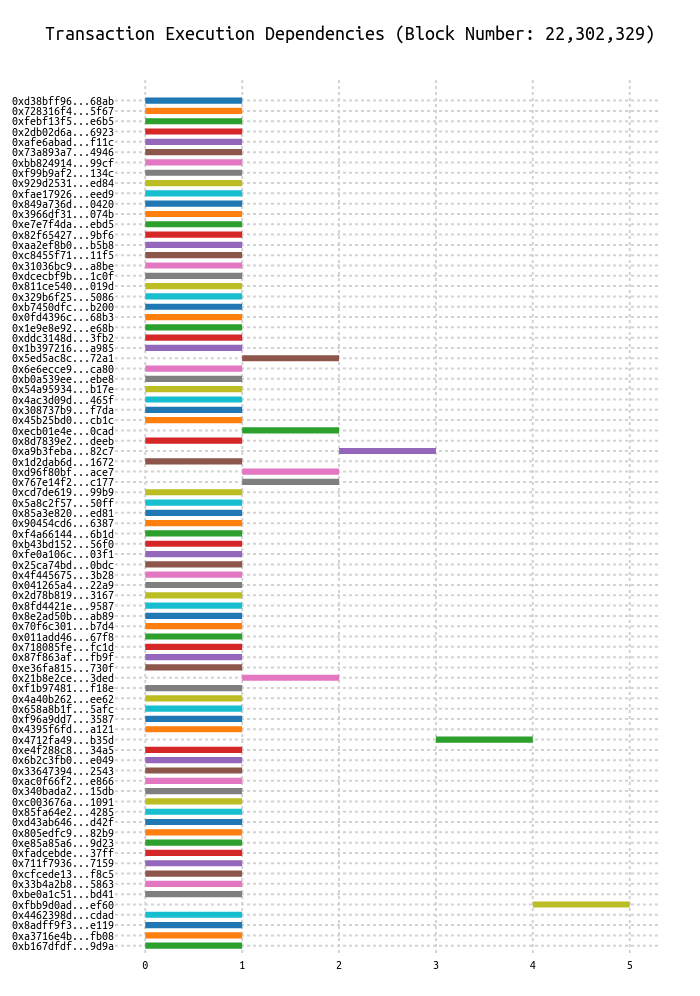 Transaction Execution Dependencies (Block Number: 22,302,329)
0xd38bff96...68ab
0x728316f4...5f67
0xfebf13f5...e6b5
0x2db02d6a...6923
0xafe6abad...f11c
0x73a893a7...4946
0xbb824914...99cf
0xf99b9af2...134c
0x929d2531...ed84
0xfae17926...eed9
0x849a736d...0420
0x3966df31...074b
0xe7e7f4da...ebd5
0x82f65427...9bf6
0xaa2ef8b0...b5b8
0xc8455f71...11f5
0x31036bc9...a8be
0xdcecbf9b...1c0f
0x811ce540...019d
0x329b6f25...5086
0xb7450dfc...b200
0x0fd4396c...68b3
0x1e9e8e92...e68b
0xddc3148d...3fb2
0x1b397216...a985
0x5ed5ac8c...72a1
0x6e6ecce9...ca80
0xb0a539ee...ebe8
0x54a95934...b17e
0x4ac3d09d...465f
0x308737b9...f7da
0x45b25bd0...cb1c
0xecb01e4e...0cad
0x8d7839e2...deeb
0xa9b3feba...82c7
0x1d2dab6d...1672
0xd96f80bf...ace7
0x767e14f2...c177
0xcd7de619...99b9
0x5a8c2f57...50ff
0x85a3e820...ed81
0x90454cd6...6387
0xf4a66144...6b1d
0xb43bd152...56f0
0xfe0a106c...03f1
0x25ca74bd...0bdc
0x4f445675...3b28
0x041265a4...22a9
0x2d78b819...3167
0x8fd4421e...9587
0x8e2ad50b...ab89
0x70f6c301...b7d4
0x011add46...67f8
0x718085fe...fc1d
0x87f863af...fb9f
0xe36fa815...730f
0x21b8e2ce...3ded
0xf1b97481...f18e
0x4a40b262...ee62
0x658a8b1f...5afc
0xf96a9dd7...3587
0x4395f6fd...a121
0x4712fa49...b35d
0xe4f288c8...34a5
0x6b2c3fb0...e049
0x33647394...2543
0xac0f66f2...e866
0x340bada2...15db
0xc003676a...1091
0x85fa64e2...4285
0xd43ab646...d42f
0x805edfc9...82b9
0xe85a85a6...9d23
0xfadcebde...37ff
0x711f7936...7159
0xcfcede13...f8c5
0x33b4a2b8...5863
0xbe0a1c51...bd41
0xfbb9d0ad...ef60
0x4462398d...cdad
0x8adff9f3...e119
0xa3716e4b...fb08
0xb167dfdf...9d9a
0 1 2 3 4 5